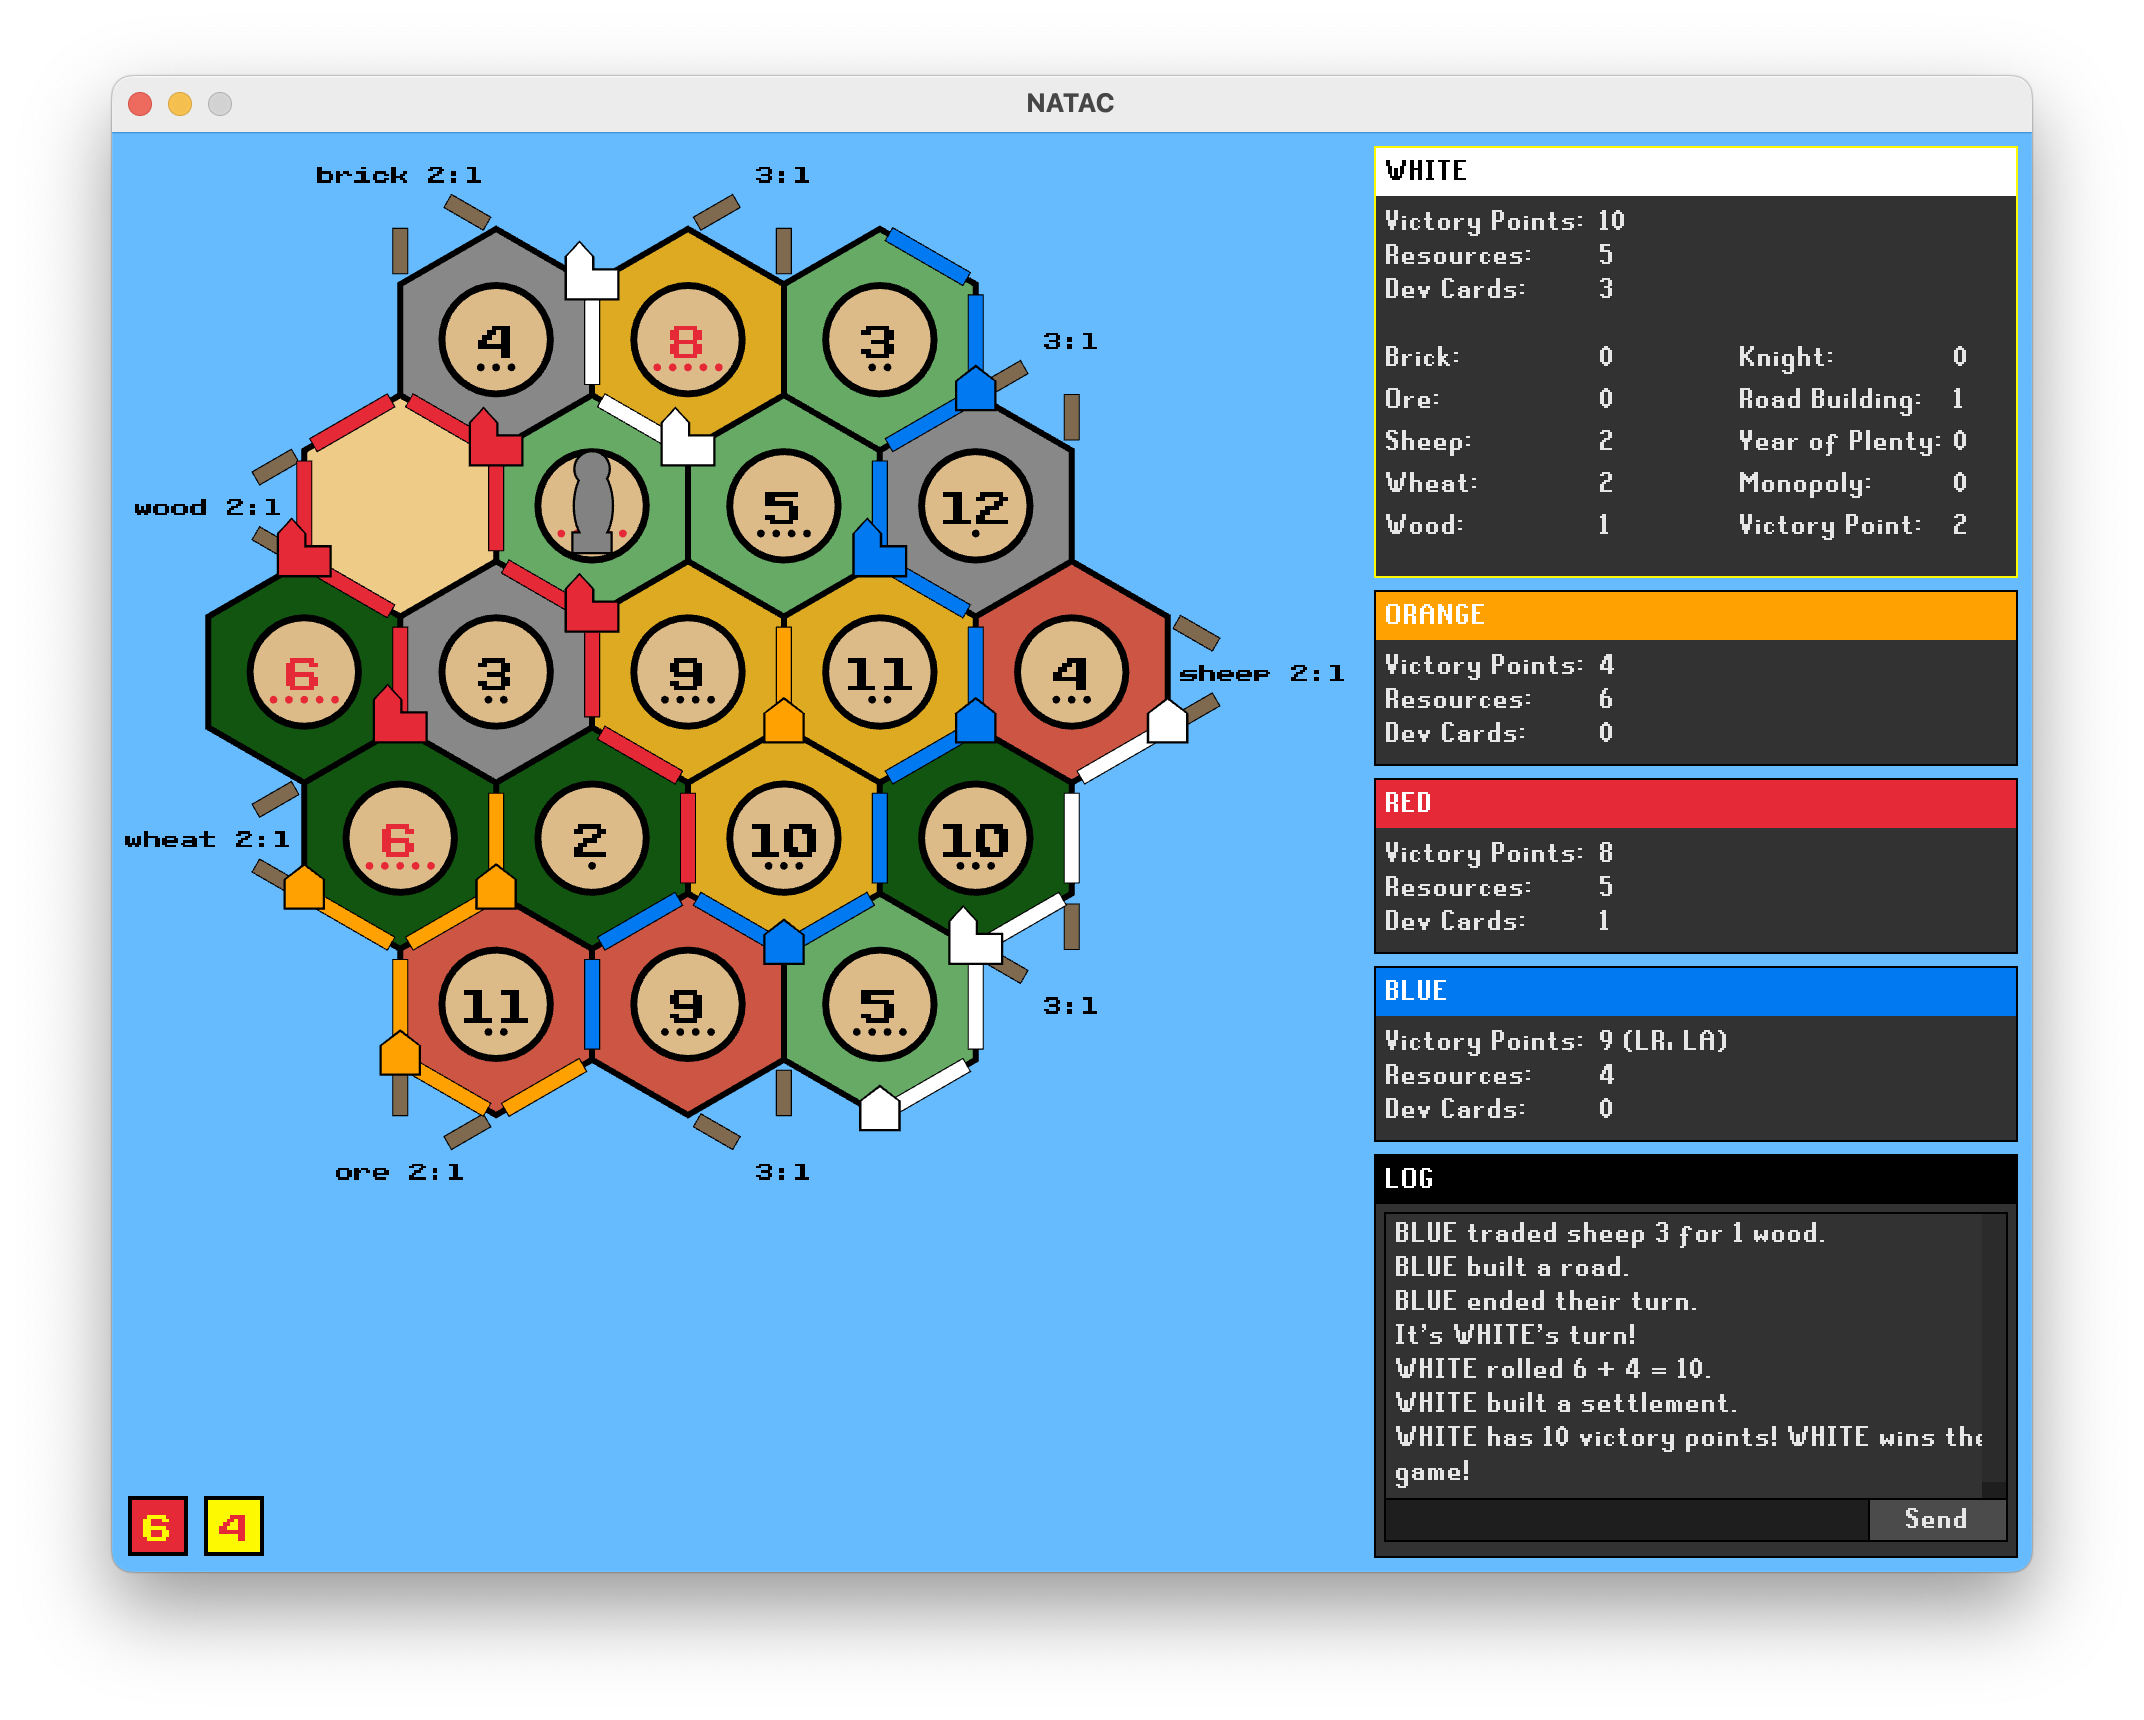 NATAC
brick 2:1
3:1
4
8
3
3:1
wood 2:1
5
12
6
3
9
11
4
sheep 2:1
wheat 2:1
6
2
10
10
11
9
5
3:1
ore 2:1
3:1
6
4
WHITE
Victory Points: 10
Resources: 5
Dev Cards: 3
Brick: 0 Knight: 0
Ore: 0 Road Building: 1
Sheep: 2 Year of Plenty: 0
Wheat: 2 Monopoly: 0
Wood: 1 Victory Point: 2
ORANGE
Victory Points: 4
Resources: 6
Dev Cards: 0
RED
Victory Points: 8
Resources: 5
Dev Cards: 1
BLUE
Victory Points: 9 (LR, LA)
Resources: 4
Dev Cards: 0
LOG
BLUE traded sheep 3 for 1 wood.
BLUE built a road.
BLUE ended their turn.
It's WHITE's turn!
WHITE rolled 6 + 4 = 10.
WHITE built a settlement.
WHITE has 10 victory points! WHITE wins the
game!
Send